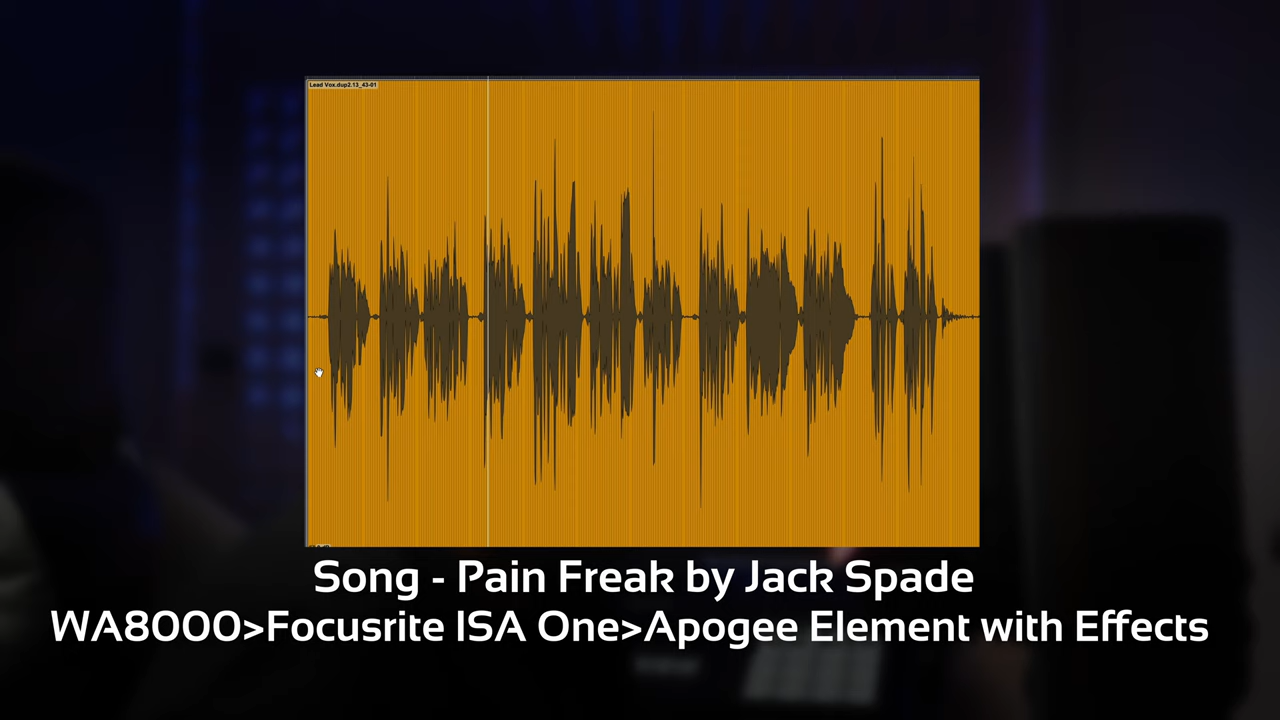 Lead Vox.dup2.13_43-01
Song - Pain Freak by Jack Spade
WA8000>Focusrite ISA One>Apogee Element with Effects